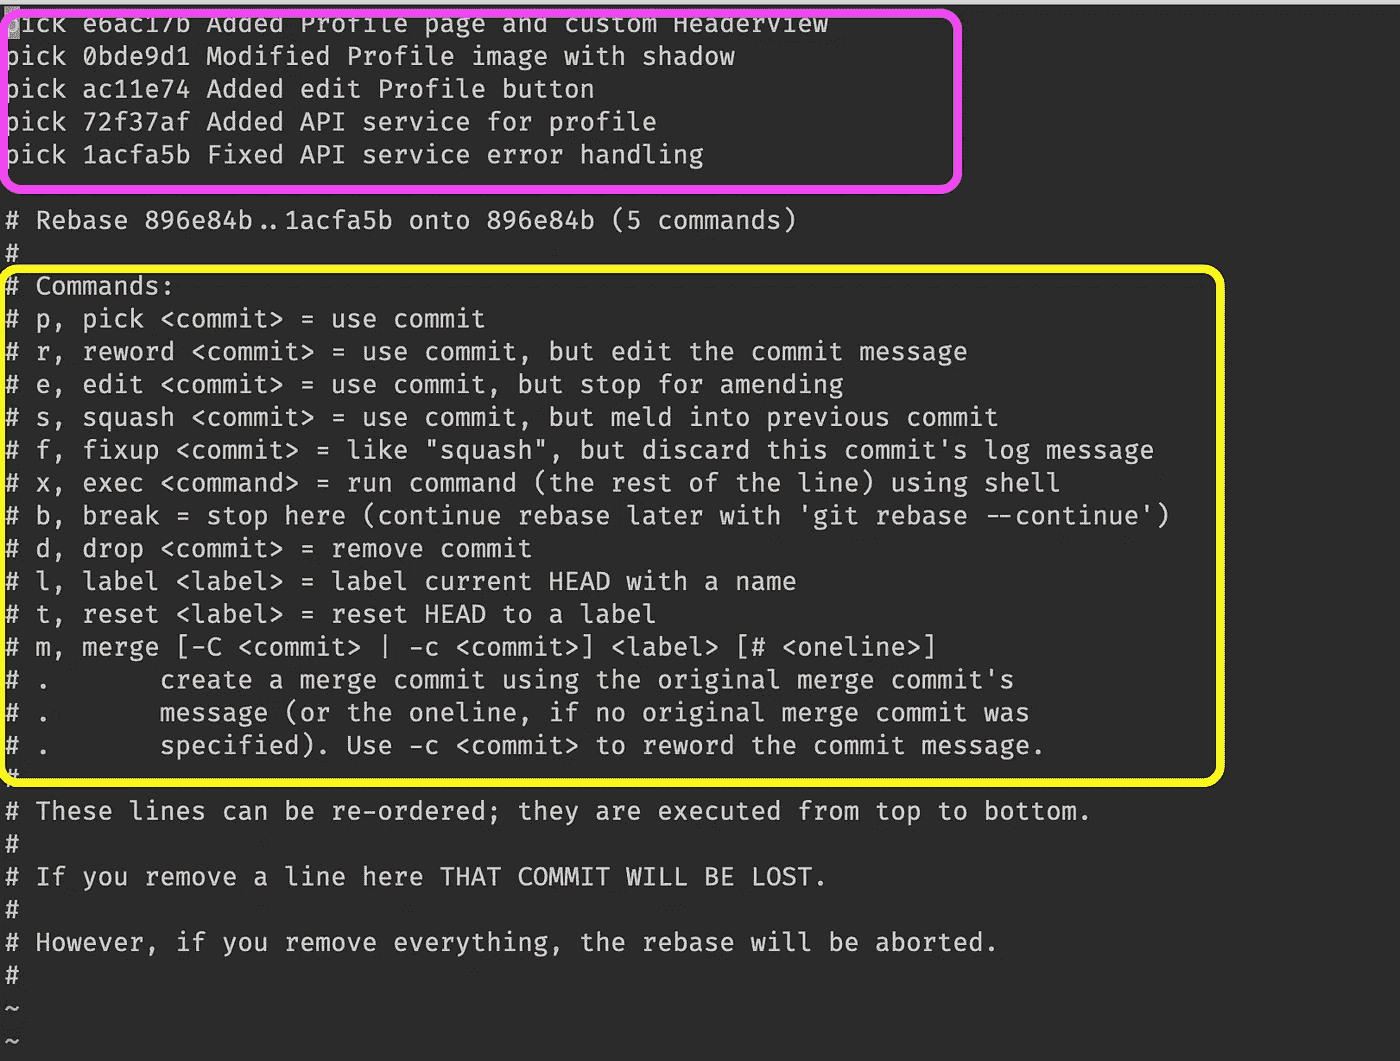 pick e6ac17b Added Profile page and custom HeaderView
pick 0bde9d1 Modified Profile image with shadow
pick ac11e74 Added edit Profile button
pick 72f37af Added API service for profile
pick 1acfa5b Fixed API service error handling
# Rebase 896e84b..1acfa5b onto 896e84b (5 commands)
#
# Commands:
# p, pick <commit> = use commit
# r, reword <commit> = use commit, but edit the commit message
# e, edit <commit> = use commit, but stop for amending
# s, squash <commit> = use commit, but meld into previous commit
# f, fixup <commit> = like "squash", but discard this commit's log message
# x, exec <command> = run command (the rest of the line) using shell
# b, break = stop here (continue rebase later with 'git rebase --continue')
# d, drop <commit> = remove commit
# l, label <label> = label current HEAD with a name
# t, reset <label> = reset HEAD to a label
# m, merge [-C <commit> | -c <commit>] <label> [# <oneline>]
# .       create a merge commit using the original merge commit's
# .       message (or the oneline, if no original merge commit was
# .       specified). Use -c <commit> to reword the commit message.
#
# These lines can be re-ordered; they are executed from top to bottom.
#
# If you remove a line here THAT COMMIT WILL BE LOST.
#
# However, if you remove everything, the rebase will be aborted.
#
~
~